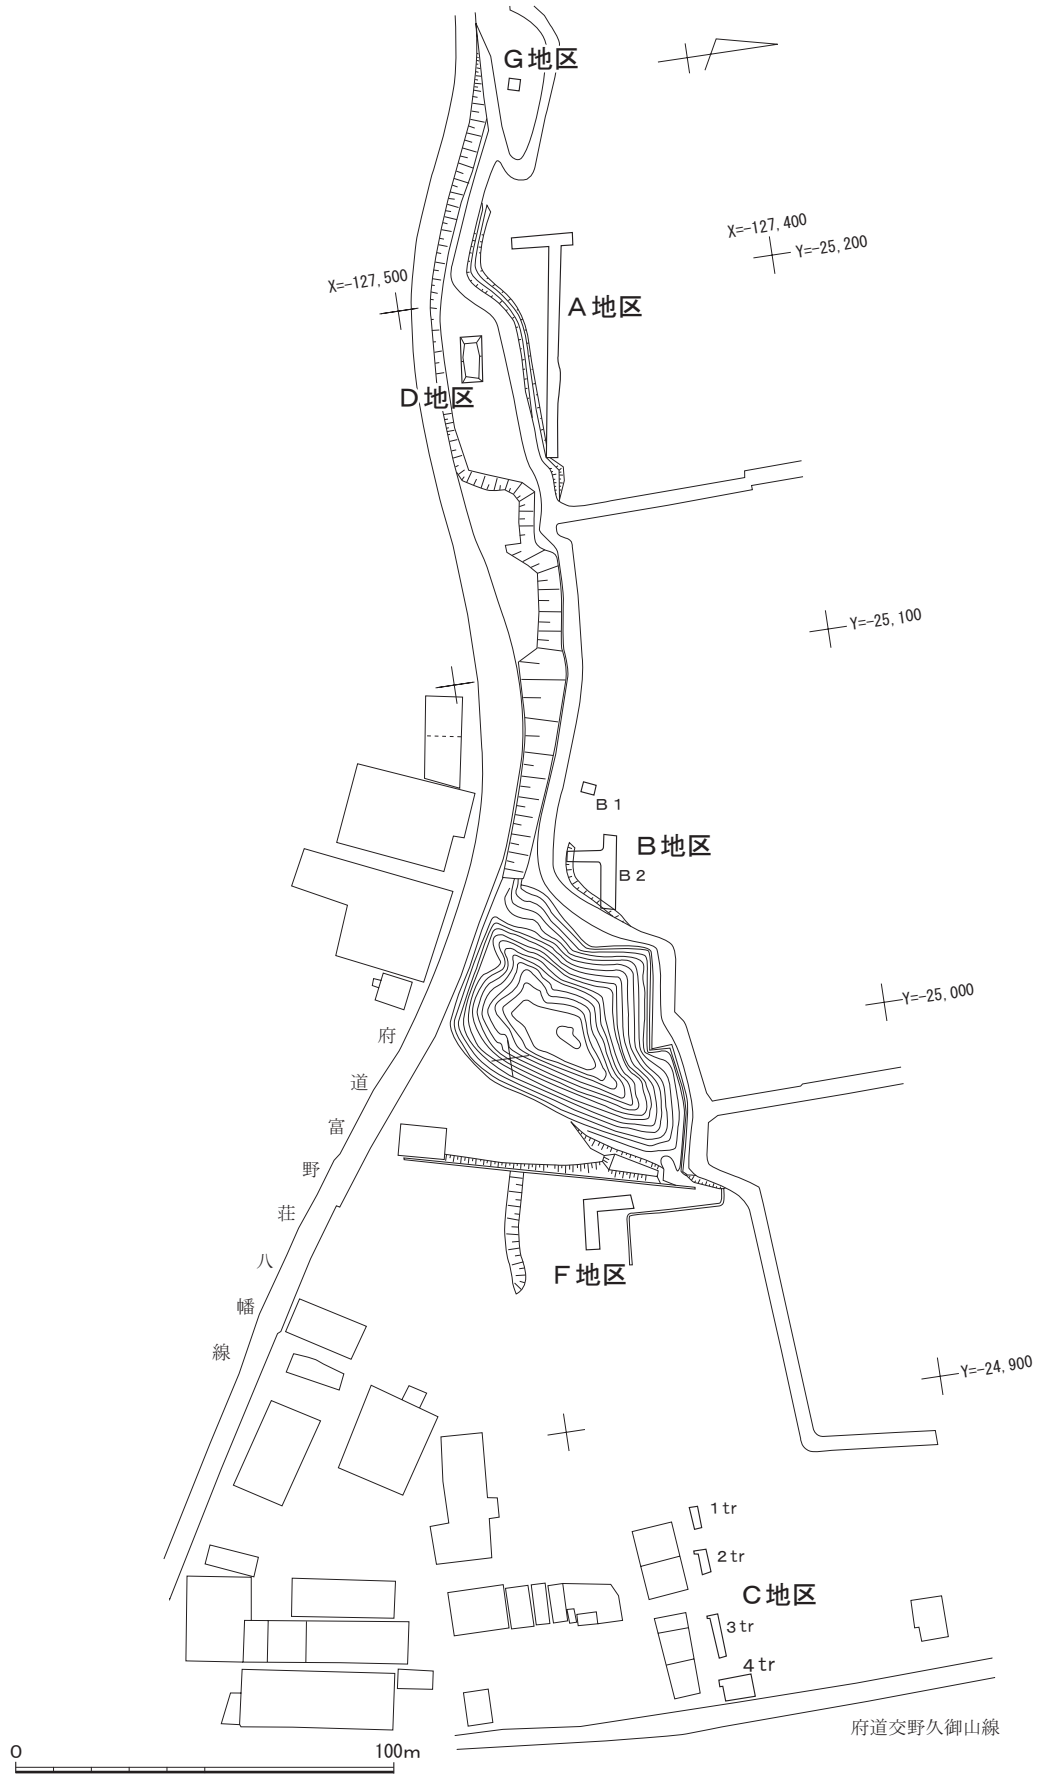 G地区
X=-127,400
Y=-25,200
X=-127,500
A地区
D地区
Y=-25,100
B1
B地区
B2
Y=-25,000
府道富野荘八幡線
F地区
Y=-24,900
1tr
2tr
C地区
3tr
4tr
府道交野久御山線
0 100m